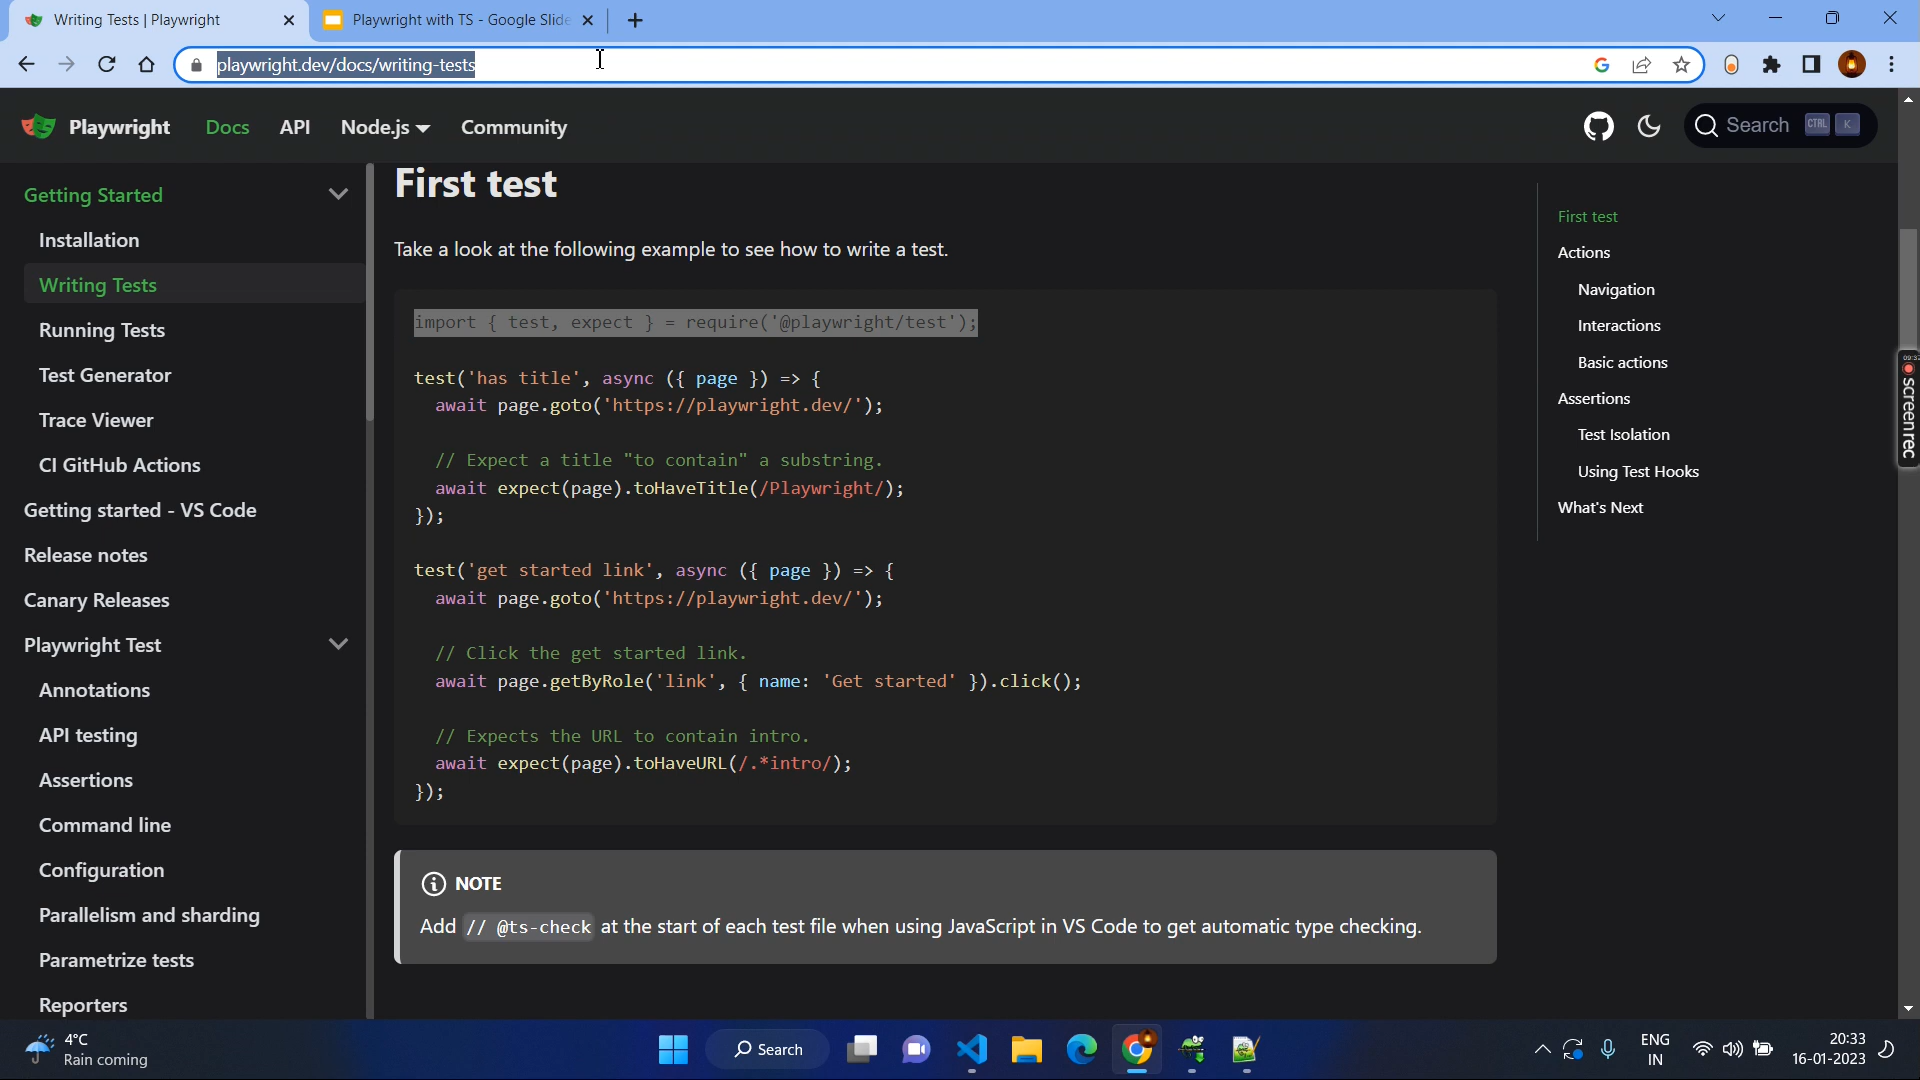 Writing Tests | Playwright
Playwright with TS - Google Slide
playwright.dev/docs/writing-tests
Playwright
Docs
API
Node.js
Community
Search
CTRL
K
Getting Started
Installation
Writing Tests
Running Tests
Test Generator
Trace Viewer
CI GitHub Actions
Getting started - VS Code
Release notes
Canary Releases
Playwright Test
Annotations
API testing
Assertions
Command line
Configuration
Parallelism and sharding
Parametrize tests
Reporters
First test
Take a look at the following example to see how to write a test.
import { test, expect } = require('@playwright/test');
test('has title', async ({ page }) => {
await page.goto('https://playwright.dev/');
// Expect a title "to contain" a substring.
await expect(page).toHaveTitle(/Playwright/);
});
test('get started link', async ({ page }) => {
await page.goto('https://playwright.dev/');
// Click the get started link.
await page.getByRole('link', { name: 'Get started' }).click();
// Expects the URL to contain intro.
await expect(page).toHaveURL(/.*intro/);
});
NOTE
Add // @ts-check at the start of each test file when using JavaScript in VS Code to get automatic type checking.
First test
Actions
Navigation
Interactions
Basic actions
Assertions
Test Isolation
Using Test Hooks
What's Next
screenrec
4°C
Rain coming
Search
ENG
IN
20:33
16-01-2023